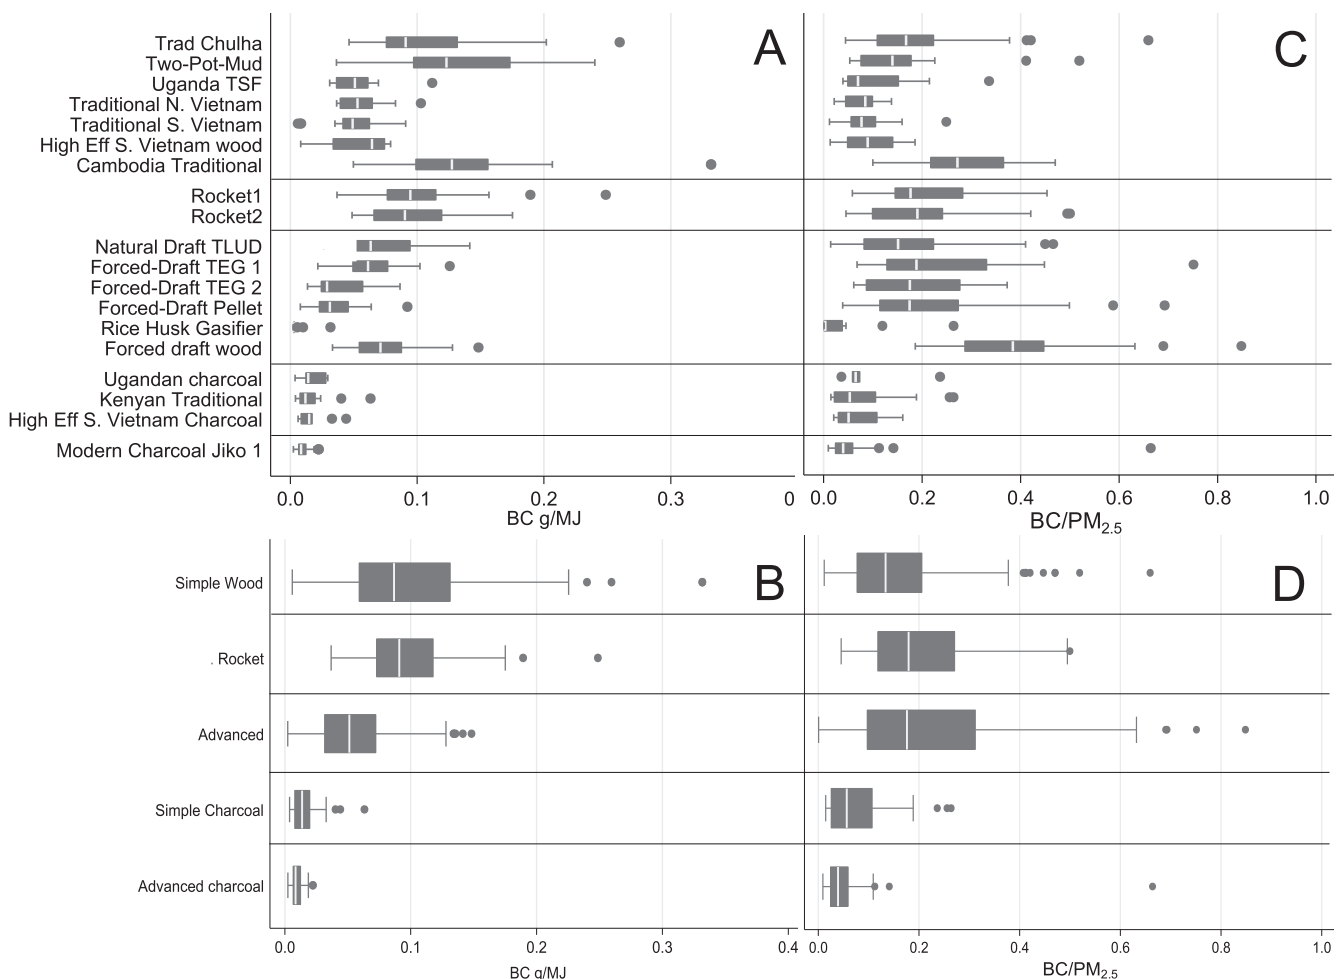 A
C
Trad Chulha
Two-Pot-Mud
Uganda TSF
Traditional N. Vietnam
Traditional S. Vietnam
High Eff S. Vietnam wood
Cambodia Traditional
Rocket1
Rocket2
Natural Draft TLUD
Forced-Draft TEG 1
Forced-Draft TEG 2
Forced-Draft Pellet
Rice Husk Gasifier
Forced draft wood
Ugandan charcoal
Kenyan Traditional
High Eff S. Vietnam Charcoal
Modern Charcoal Jiko 1
0.0 0.1 0.2 0.3 0
BC g/MJ
0.0 0.2 0.4 0.6 0.8 1.0
BC/PM2.5
B
D
Simple Wood
. Rocket
Advanced
Simple Charcoal
Advanced charcoal
0.0 0.1 0.2 0.3 0.4
BC g/MJ
0.0 0.2 0.4 0.6 0.8 1.0
BC/PM2.5